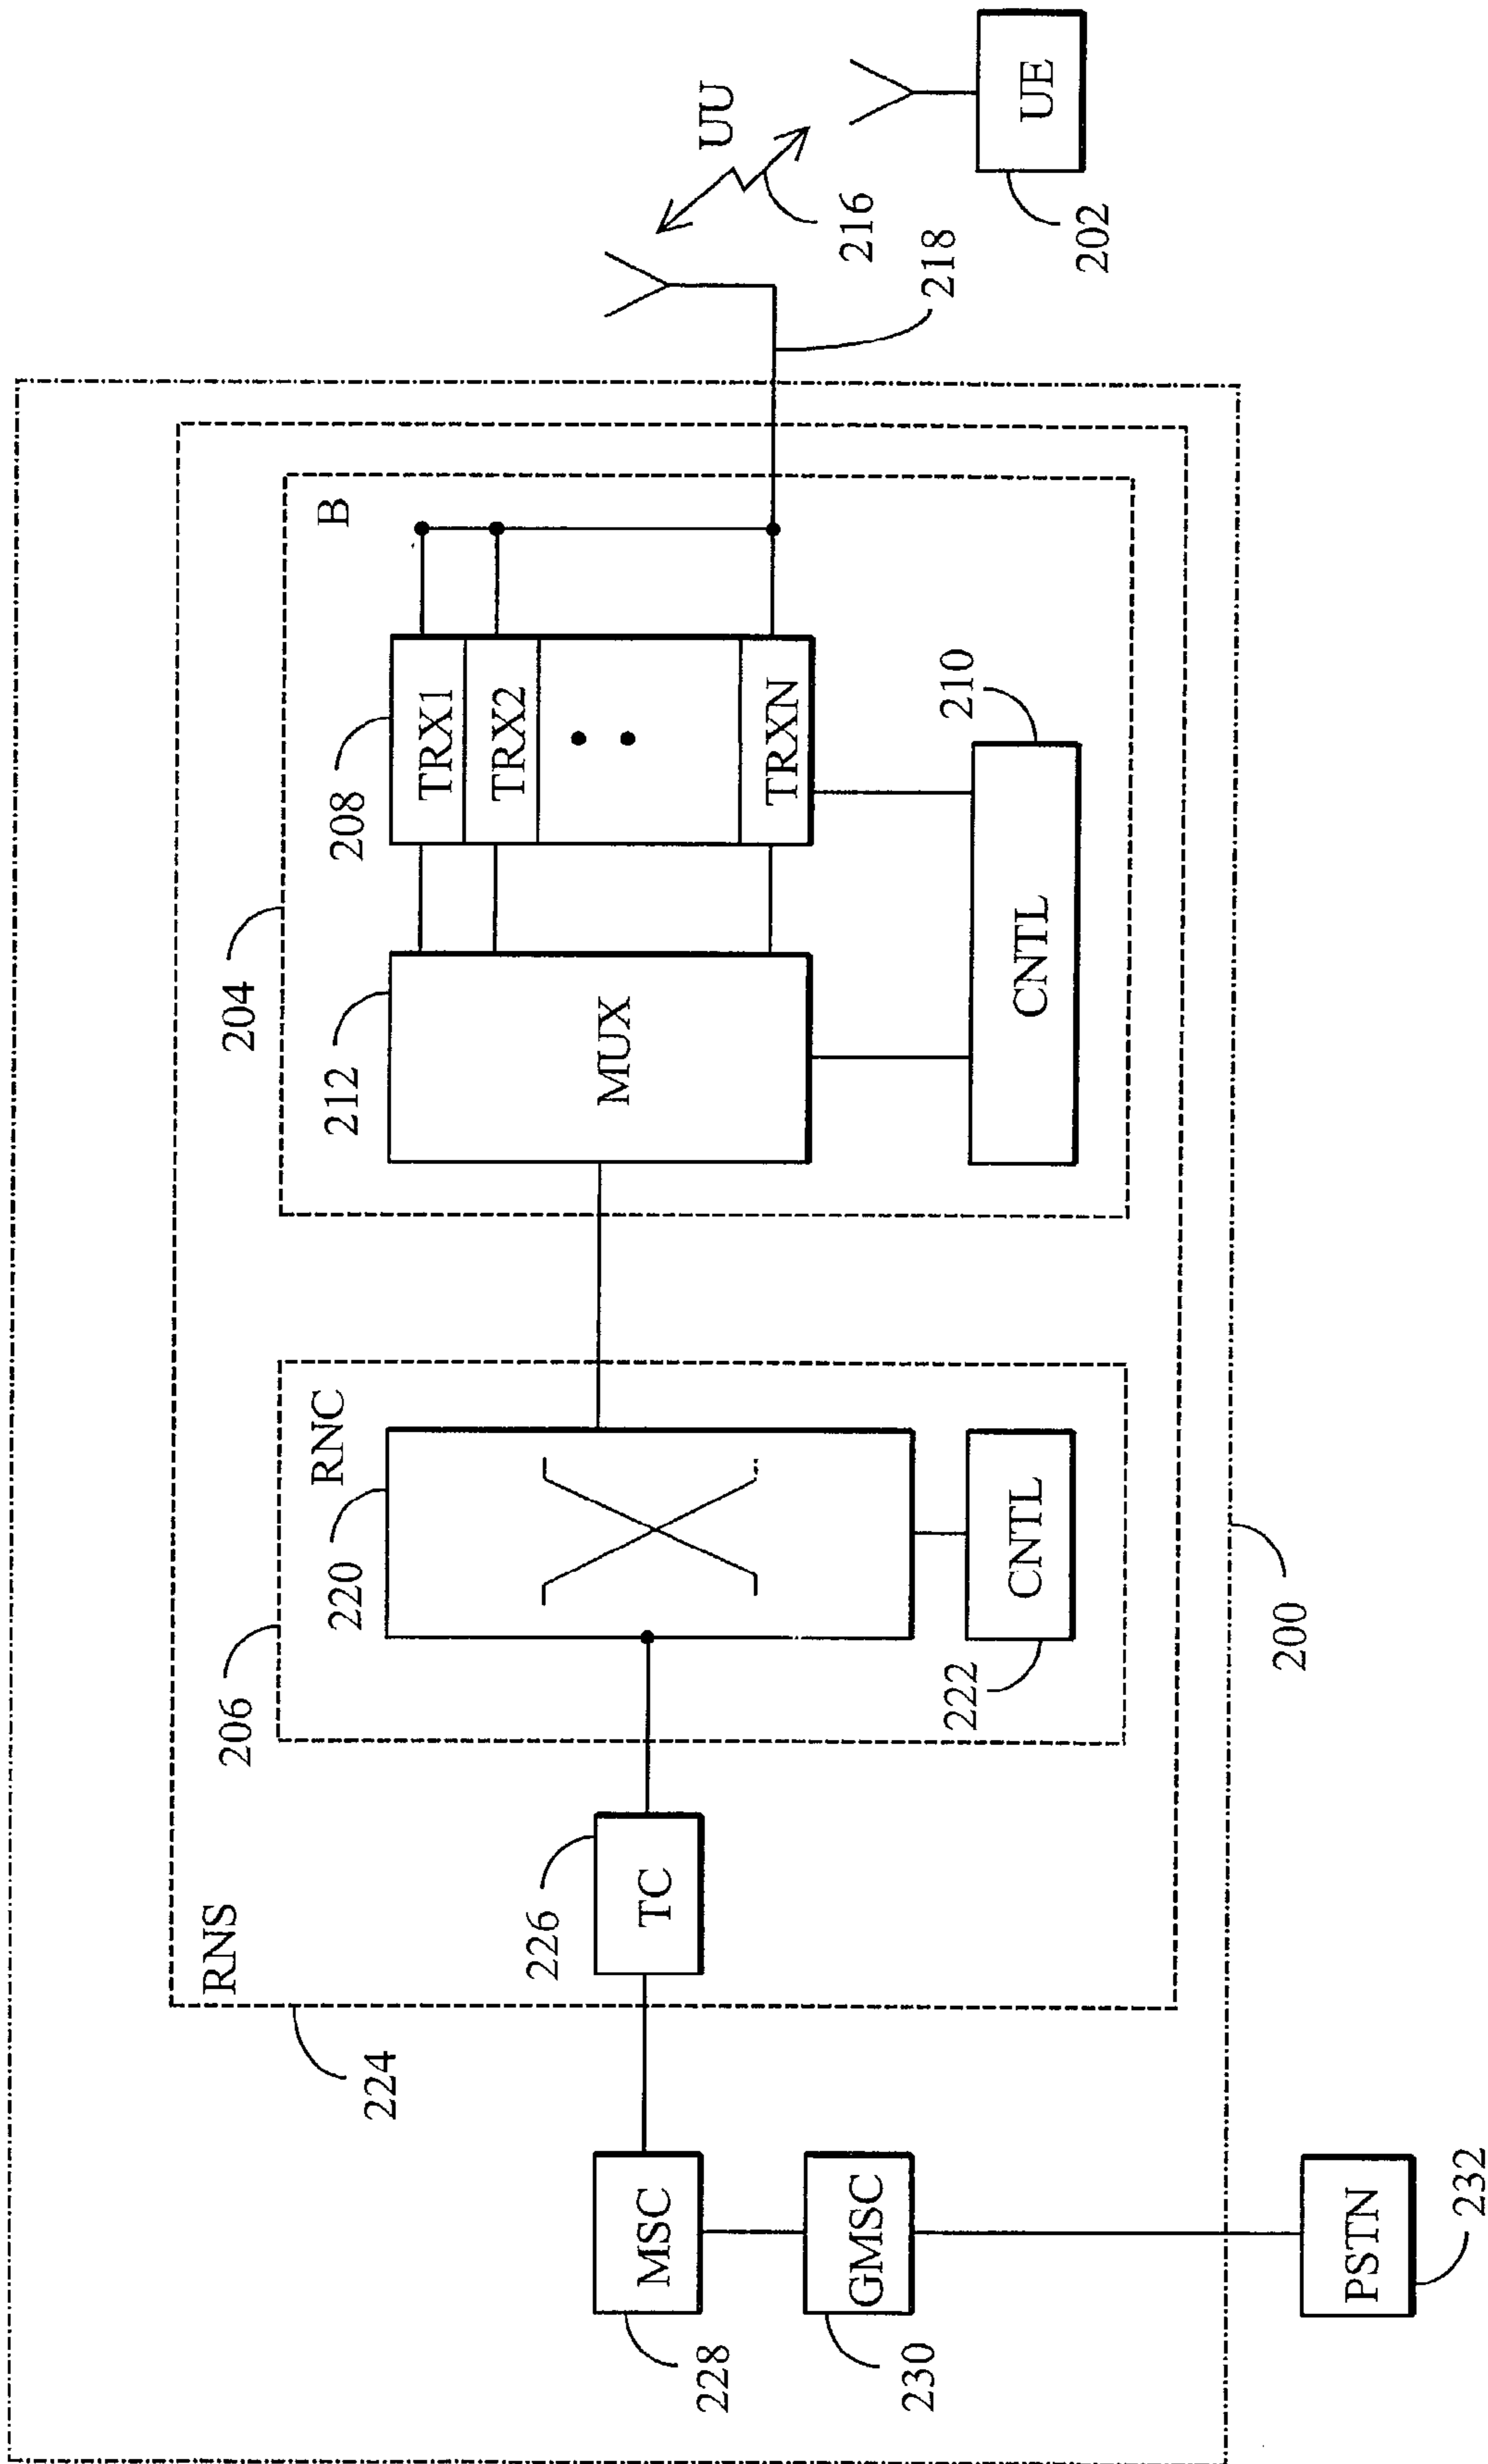 RNS
224
204
B
208
TRX1
TRX2
TRXN
212
MUX
210
CNTL
206
RNC
220
222
CNTL
226
TC
MSC
228
GMSC
230
PSTN
232
200
UU
216
218
UE
202